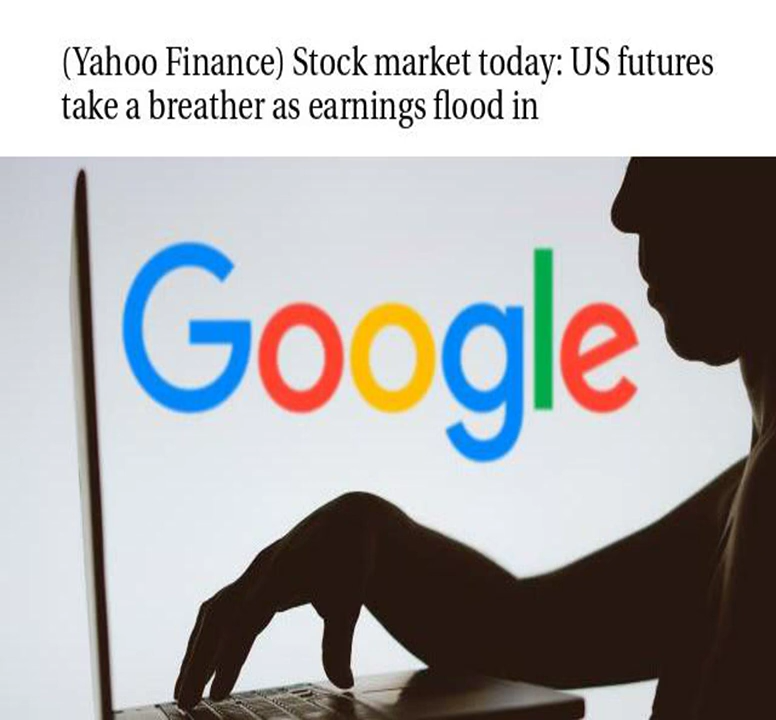 (Yahoo Finance) Stock market today: US futures
take a breather as earnings flood in
Google